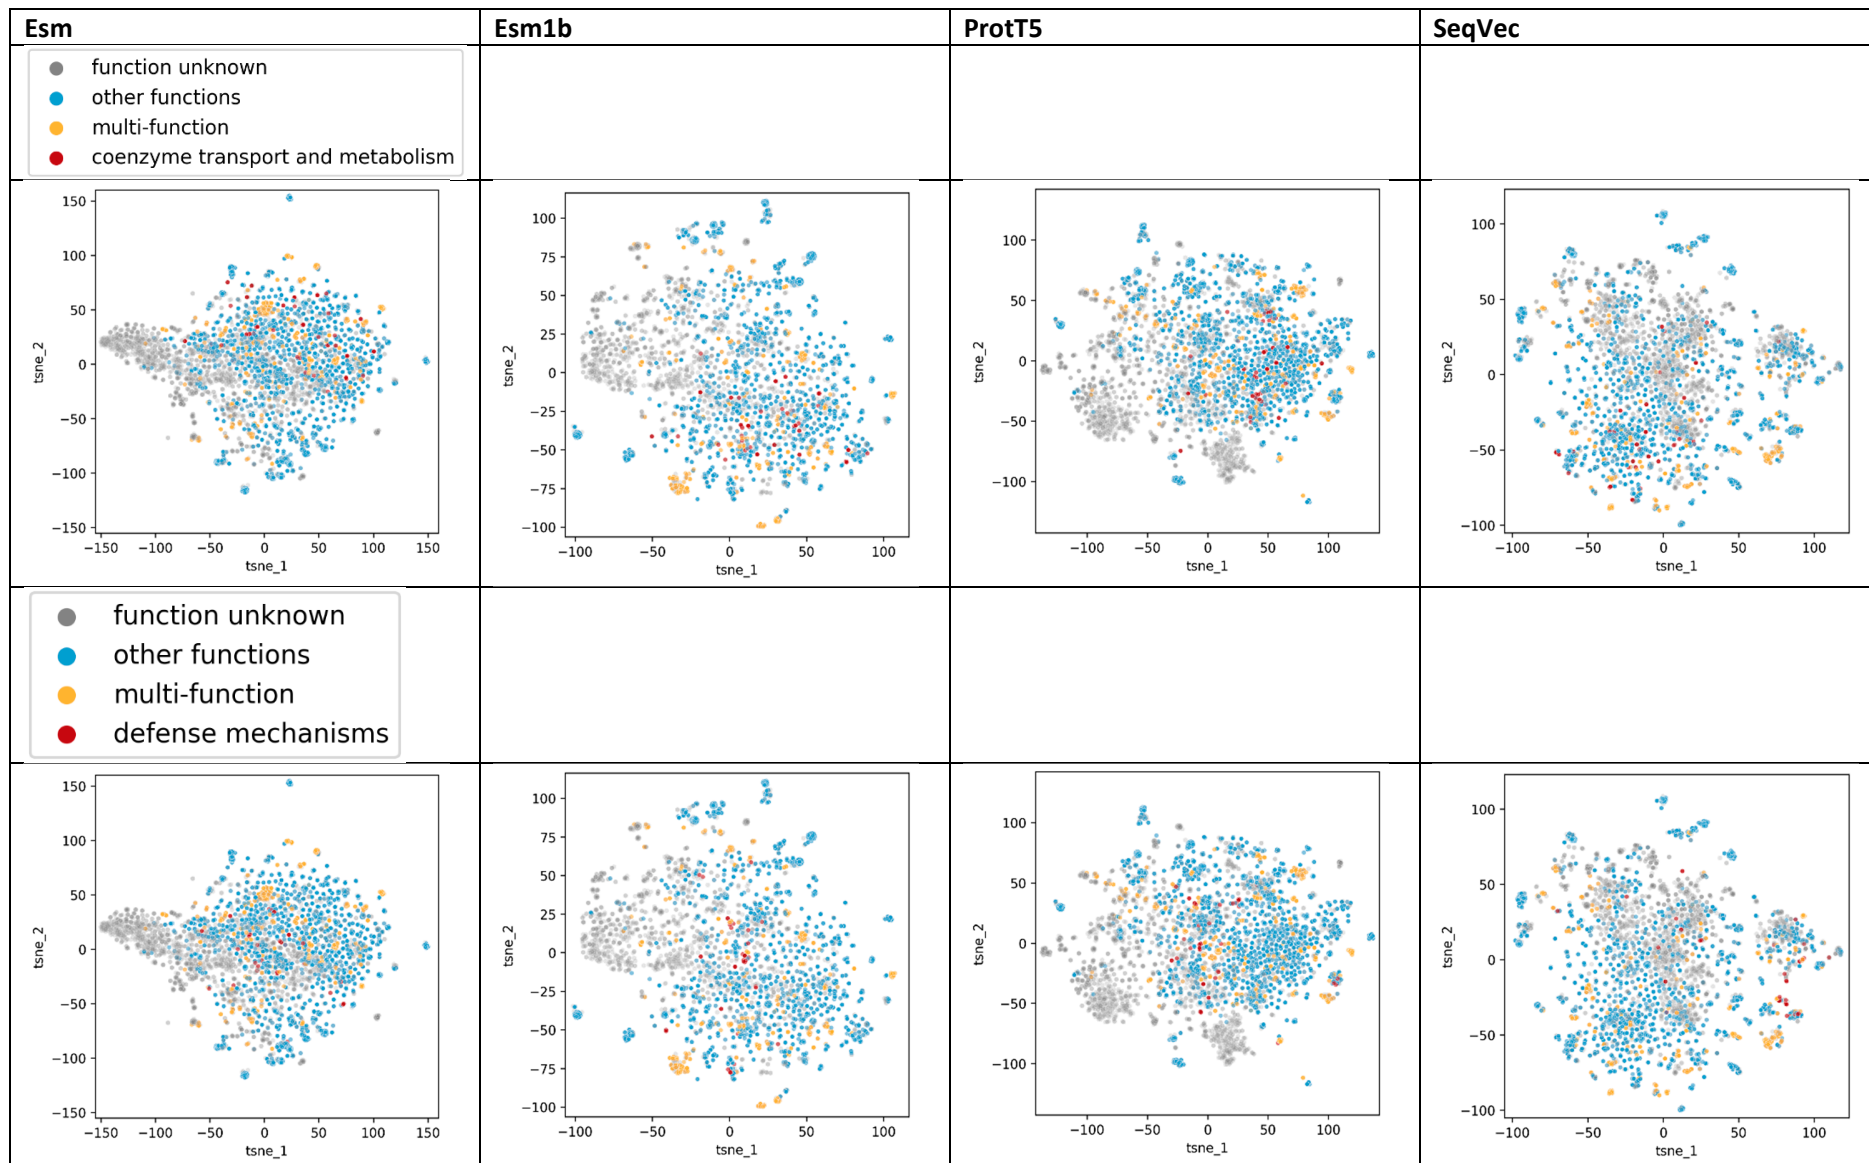 Esm Esm1b ProtT5 SeqVec
function unknown
other functions
multi-function
coenzyme transport and metabolism
150
100
50
0
−50
−100
−150
tsne_2
−150 −100 −50 0 50 100 150
tsne_1
100
75
50
25
0
−25
−50
−75
−100
tsne_2
−100 −50 0 50 100
tsne_1
100
50
0
−50
−100
tsne_2
−100 −50 0 50 100
tsne_1
100
50
0
−50
−100
tsne_2
−100 −50 0 50 100
tsne_1
function unknown
other functions
multi-function
defense mechanisms
150
100
50
0
−50
−100
−150
tsne_2
−150 −100 −50 0 50 100 150
tsne_1
100
75
50
25
0
−25
−50
−75
−100
tsne_2
−100 −50 0 50 100
tsne_1
100
50
0
−50
−100
tsne_2
−100 −50 0 50 100
tsne_1
100
50
0
−50
−100
tsne_2
−100 −50 0 50 100
tsne_1